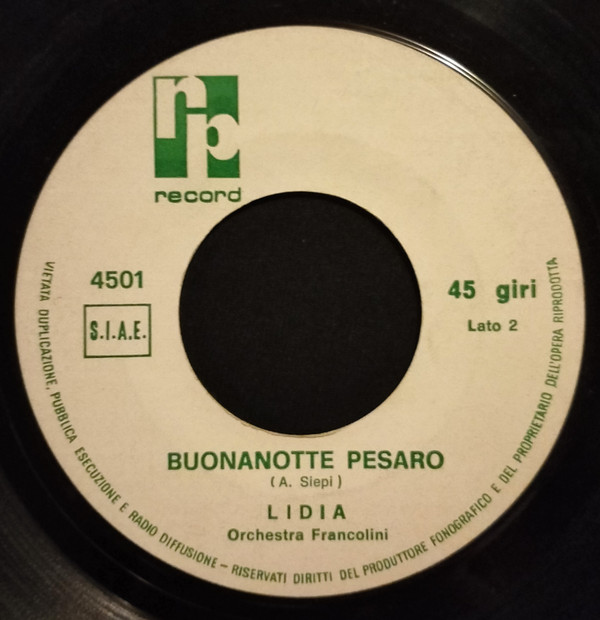 rp
record
4501
S.I.A.E.
45 giri
Lato 2
BUONANOTTE PESARO
(A. Siepi)
LIDIA
Orchestra Francolini
VIETATA DUPLICAZIONE, PUBBLICA ESECUZIONE E RADIO DIFFUSIONE – RISERVATI DIRITTI DEL PRODUTTORE FONOGRAFICO E DEL PROPRIETARIO DELL'OPERA RIPRODOTTA